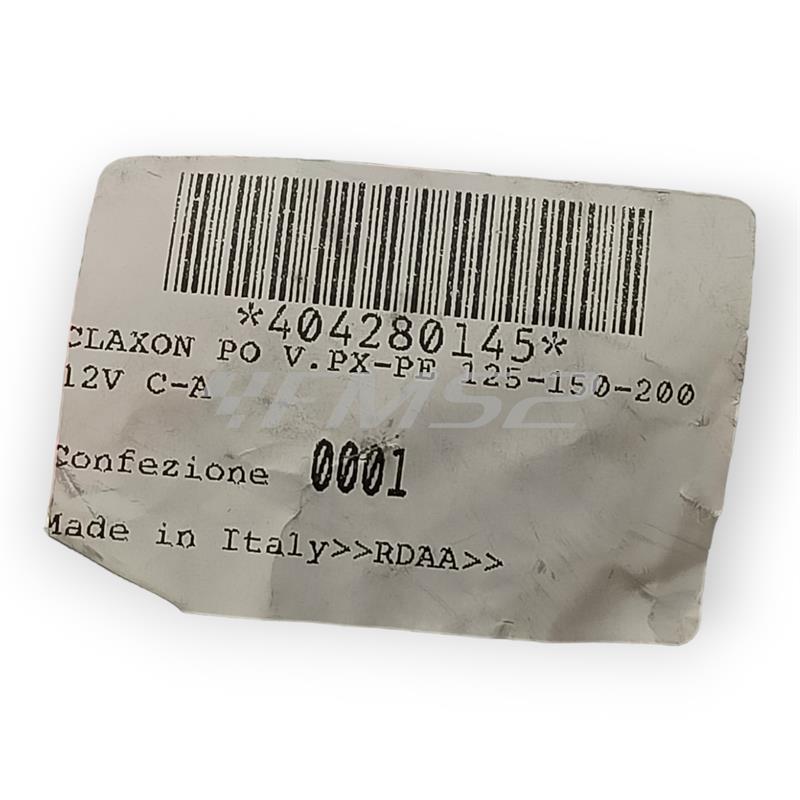 *404280145*
CLAXON PO V.PX-PE 125-150-200
12V C-A
Confezione 0001
Made in Italy>>RDAA>>